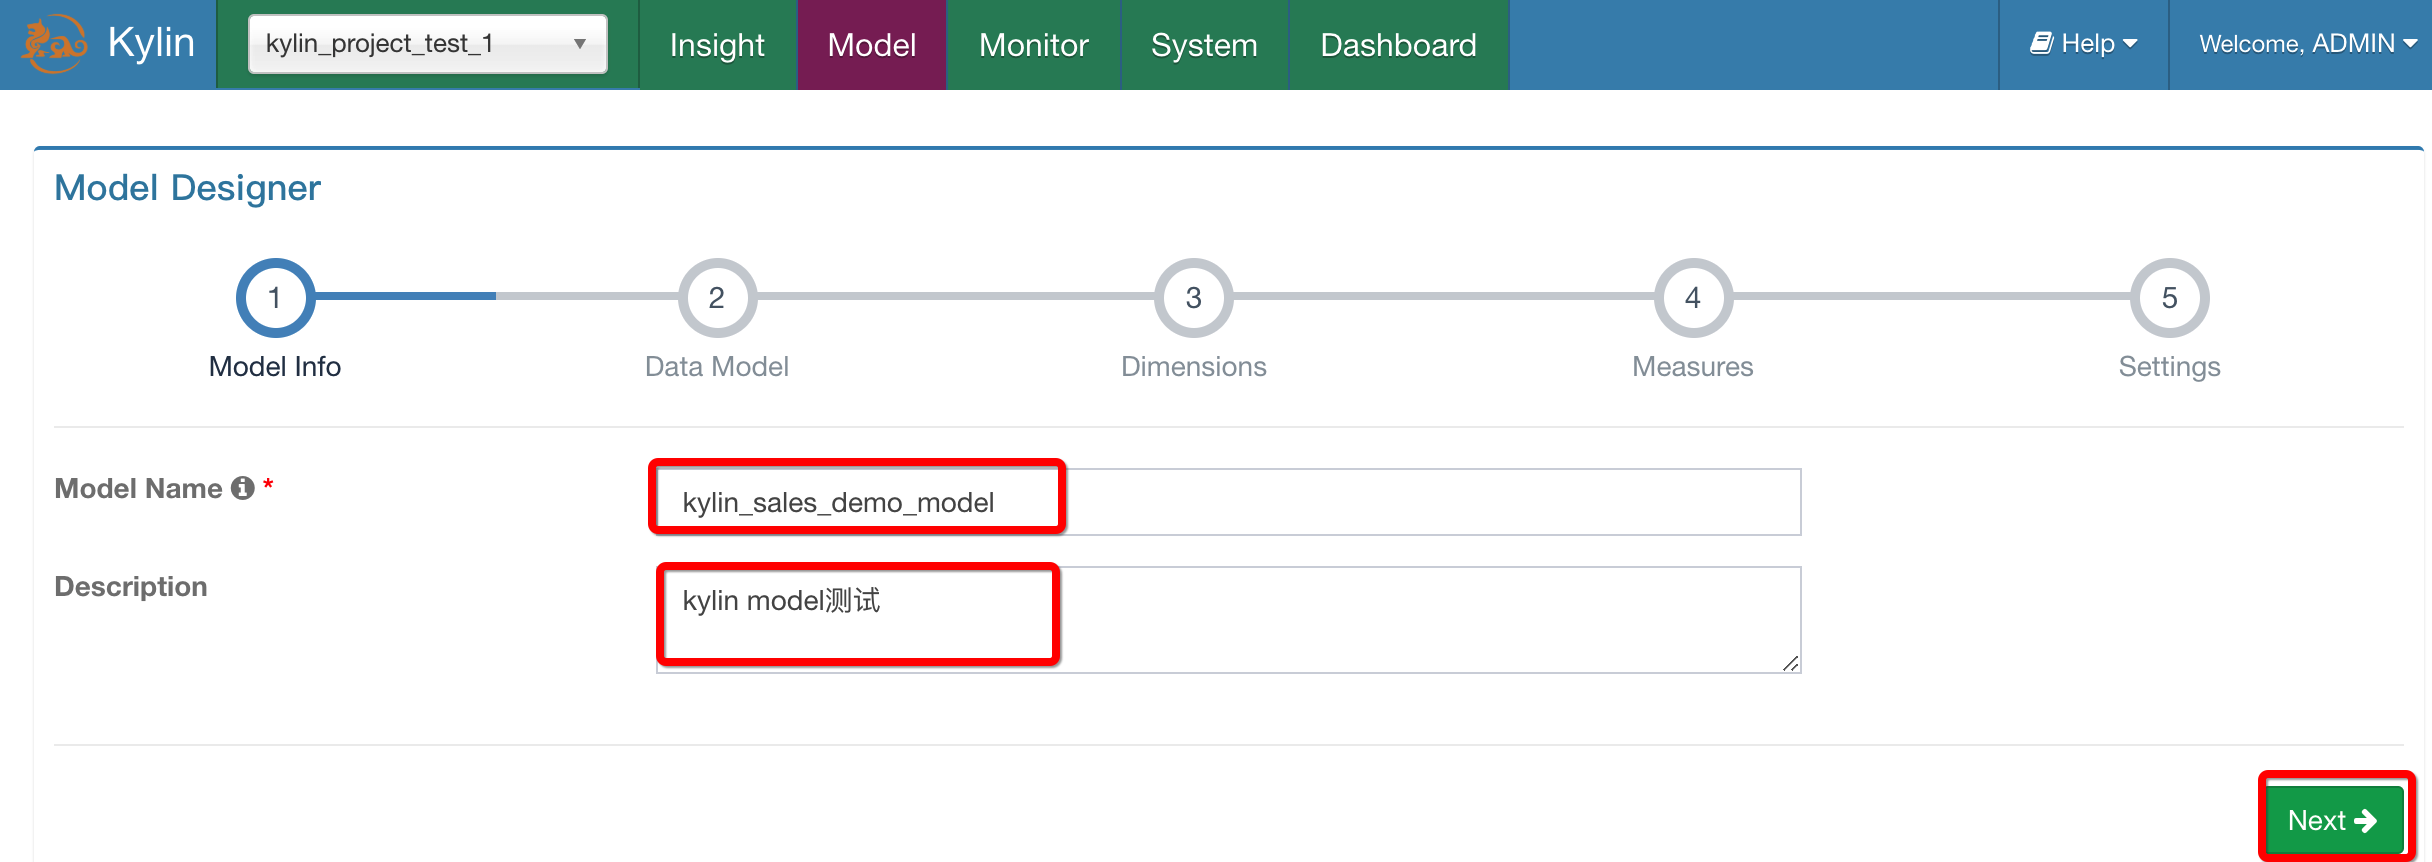 Kylin kylin_project_test_1 Insight Model Monitor System Dashboard Help Welcome, ADMIN
Model Designer
1 2 3 4 5
Model Info Data Model Dimensions Measures Settings
Model Name * kylin_sales_demo_model
Description kylin model测试
Next